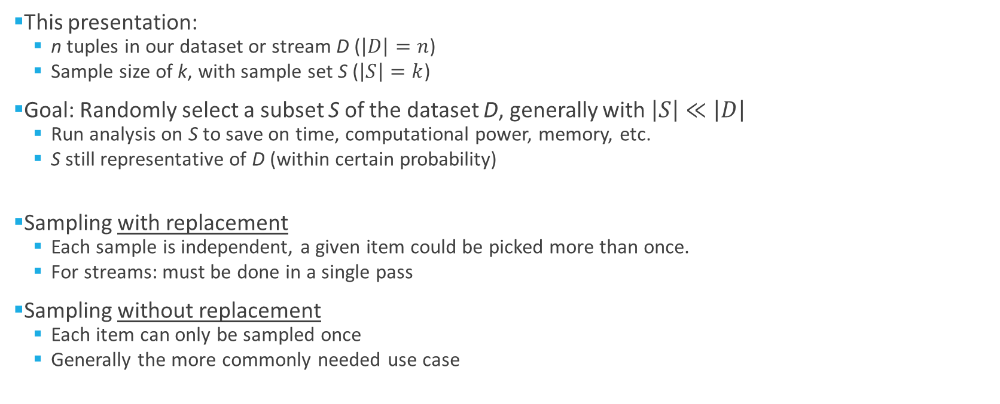 ▪This presentation:
▪ n tuples in our dataset or stream D (|D| = n)
▪ Sample size of k, with sample set S (|S| = k)
▪Goal: Randomly select a subset S of the dataset D, generally with |S| ≪ |D|
▪ Run analysis on S to save on time, computational power, memory, etc.
▪ S still representative of D (within certain probability)
▪Sampling with replacement
▪ Each sample is independent, a given item could be picked more than once.
▪ For streams: must be done in a single pass
▪Sampling without replacement
▪ Each item can only be sampled once
▪ Generally the more commonly needed use case